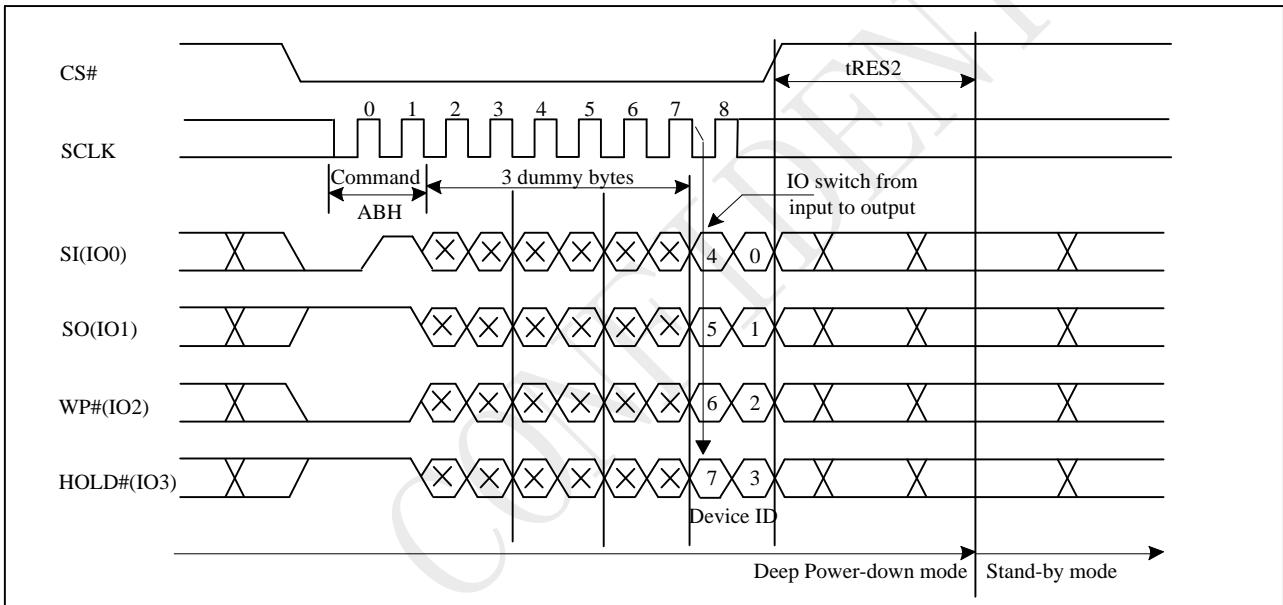 CS#
tRES2
0 1 2 3 4 5 6 7 8
SCLK
Command
3 dummy bytes
IO switch from
input to output
ABH
SI(IO0)
4 0
SO(IO1)
5 1
WP#(IO2)
6 2
HOLD#(IO3)
7 3
Device ID
Deep Power-down mode Stand-by mode
CONFIDENT